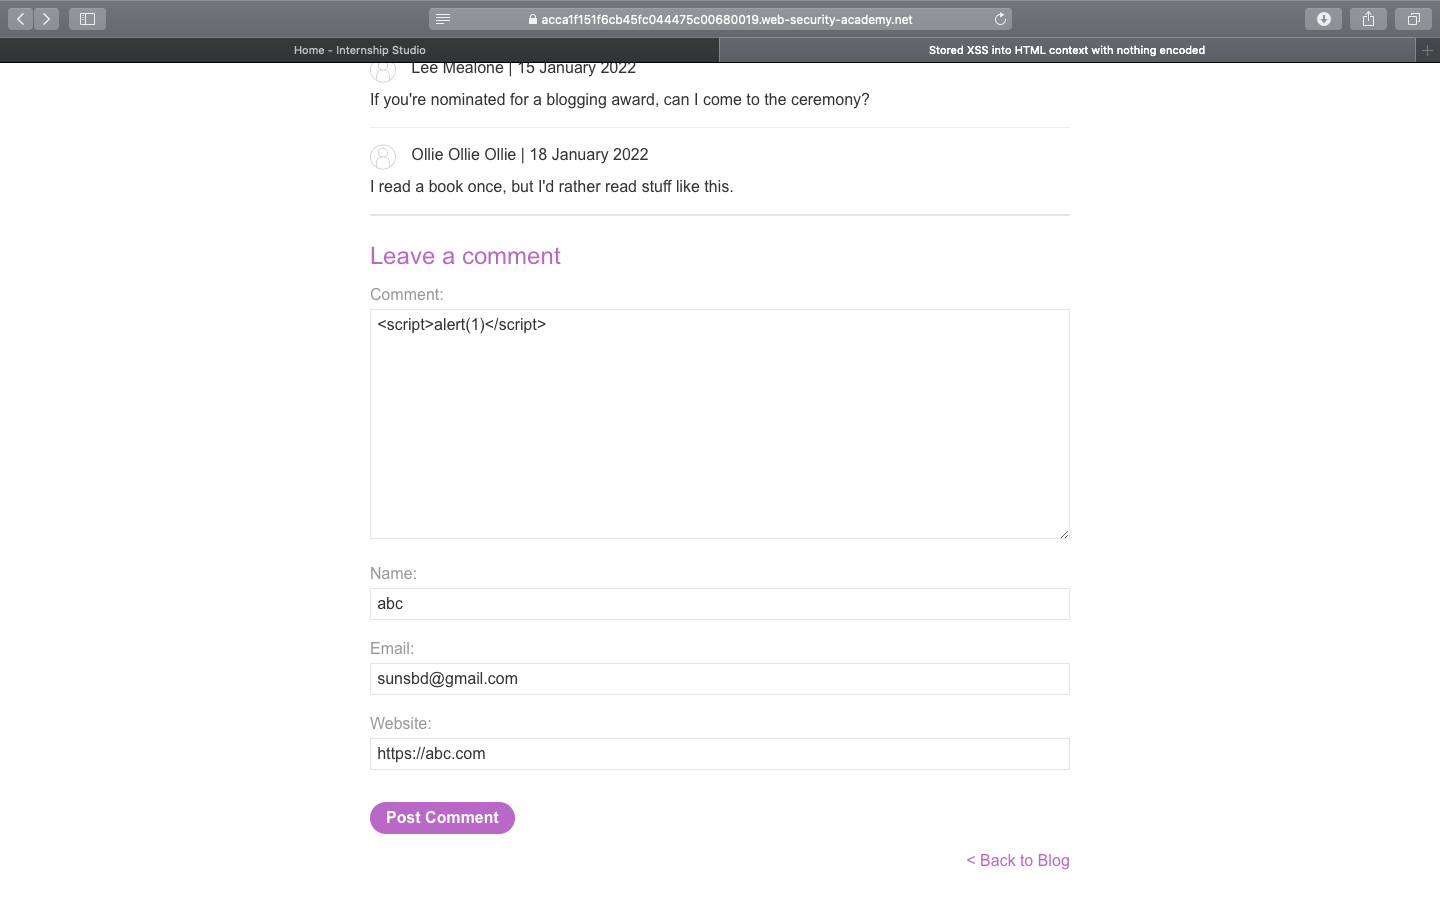 acca1f151f6cb45fc044475c00680019.web-security-academy.net
Home - Internship Studio
Stored XSS into HTML context with nothing encoded
Lee Mealone | 15 January 2022
If you're nominated for a blogging award, can I come to the ceremony?
Ollie Ollie Ollie | 18 January 2022
I read a book once, but I'd rather read stuff like this.
Leave a comment
Comment:
<script>alert(1)</script>
Name:
abc
Email:
sunsbd@gmail.com
Website:
https://abc.com
Post Comment
< Back to Blog